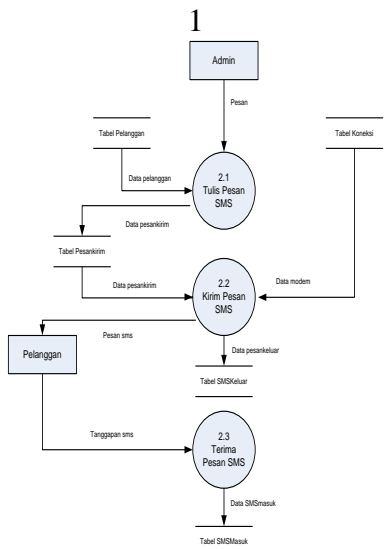 1
Admin
Pesan
Tabel Pelanggan
Tabel Koneksi
Data pelanggan
2.1
Tulis Pesan
SMS
Data pesankirim
Tabel Pesankirim
Data pesankirim
2.2
Kirim Pesan
SMS
Data modem
Pesan sms
Pelanggan
Data pesankeluar
Tabel SMSKeluar
Tanggapan sms
2.3
Terima
Pesan SMS
Data SMSmasuk
Tabel SMSMasuk